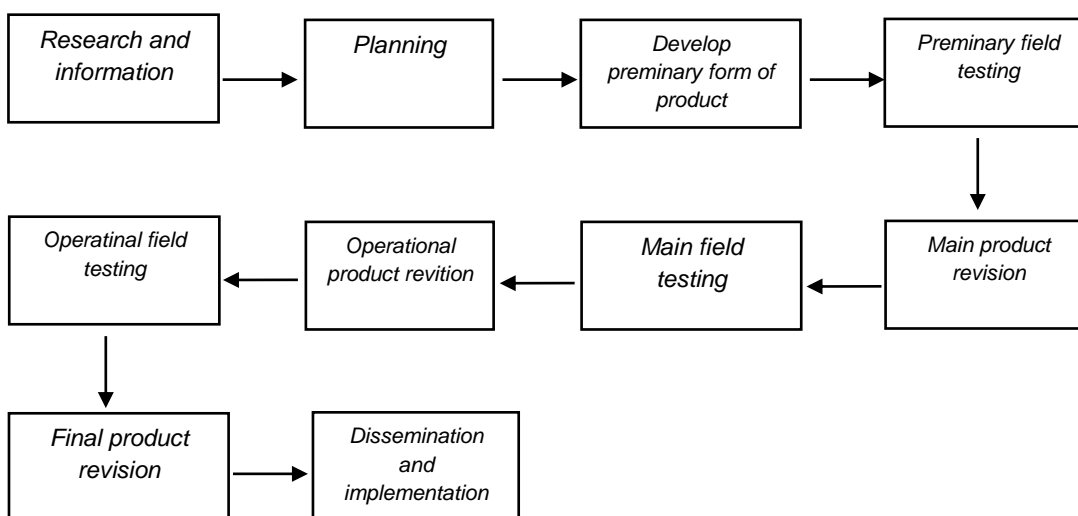 Research and
information
Planning
Develop
preminary form of
product
Preminary field
testing
Main product
revision
Main field
testing
Operational
product revition
Operatinal field
testing
Final product
revision
Dissemination
and
implementation